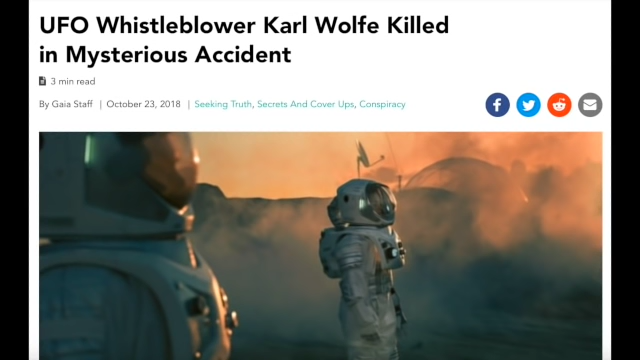 UFO Whistleblower Karl Wolfe Killed
in Mysterious Accident
3 min read
By Gaia Staff | October 23, 2018 | Seeking Truth, Secrets And Cover Ups, Conspiracy